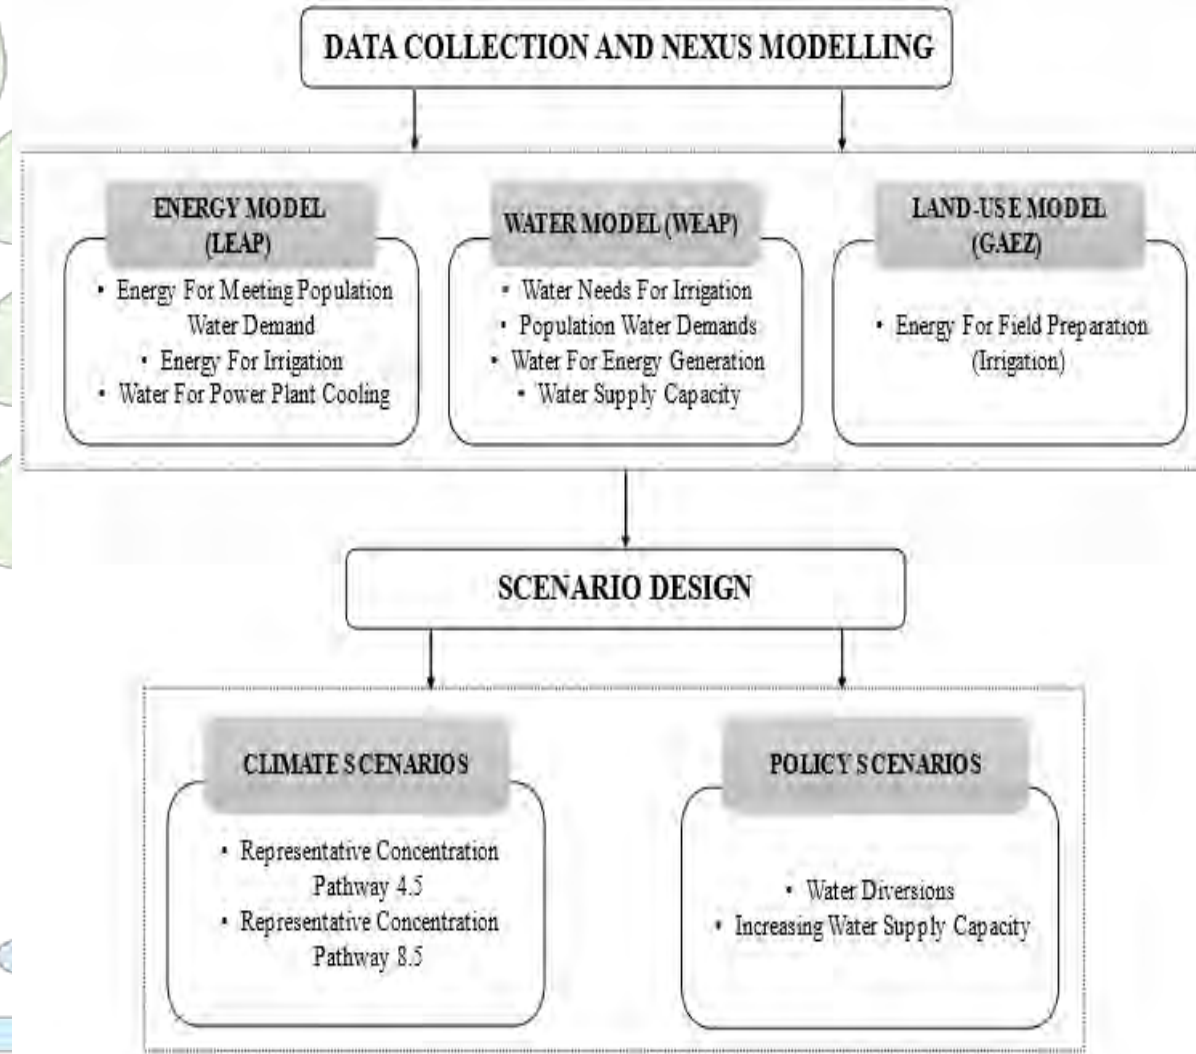 DATA COLLECTION AND NEXUS MODELLING
ENERGY MODEL
(LEAP)
• Energy For Meeting Population
Water Demand
• Energy For Irrigation
• Water For Power Plant Cooling
WATER MODEL (WEAP)
• Water Needs For Irrigation
• Population Water Demands
• Water For Energy Generation
• Water Supply Capacity
LAND-USE MODEL
(GAEZ)
• Energy For Field Preparation
(Irrigation)
SCENARIO DESIGN
CLIMATE SCENARIOS
• Representative Concentration
Pathway 4.5
• Representative Concentration
Pathway 8.5
POLICY SCENARIOS
• Water Diversions
• Increasing Water Supply Capacity